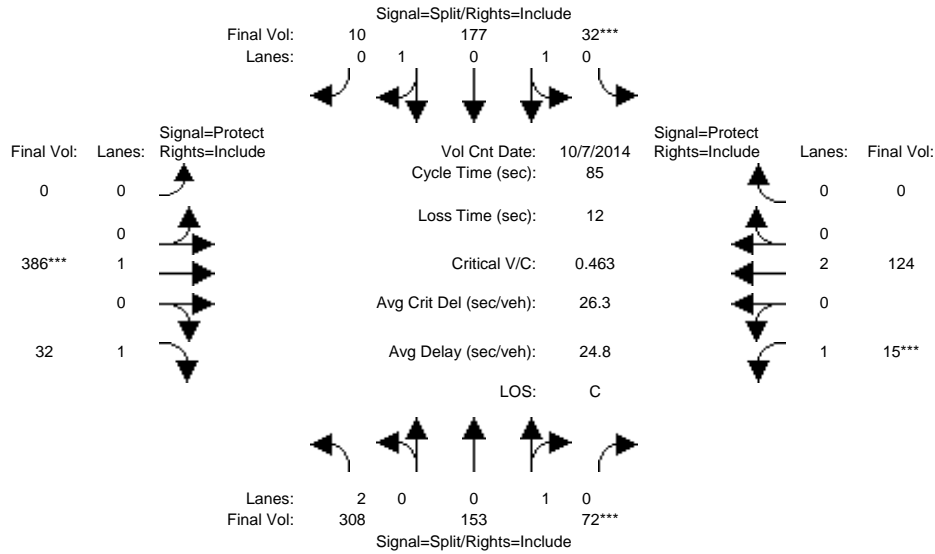 Signal=Split/Rights=Include
Final Vol: 10 177 32***
Lanes: 0 1 0 1 0
Signal=Protect Signal=Protect
Final Vol: Lanes: Rights=Include Vol Cnt Date: 10/7/2014 Rights=Include Lanes: Final Vol:
Cycle Time (sec): 85
0 0 0 0
Loss Time (sec): 12
0 0
386*** 1 Critical V/C: 0.463 2 124
0 Avg Crit Del (sec/veh): 26.3 0
32 1 Avg Delay (sec/veh): 24.8 1 15***
LOS: C
Lanes: 2 0 0 1 0
Final Vol: 308 153 72***
Signal=Split/Rights=Include